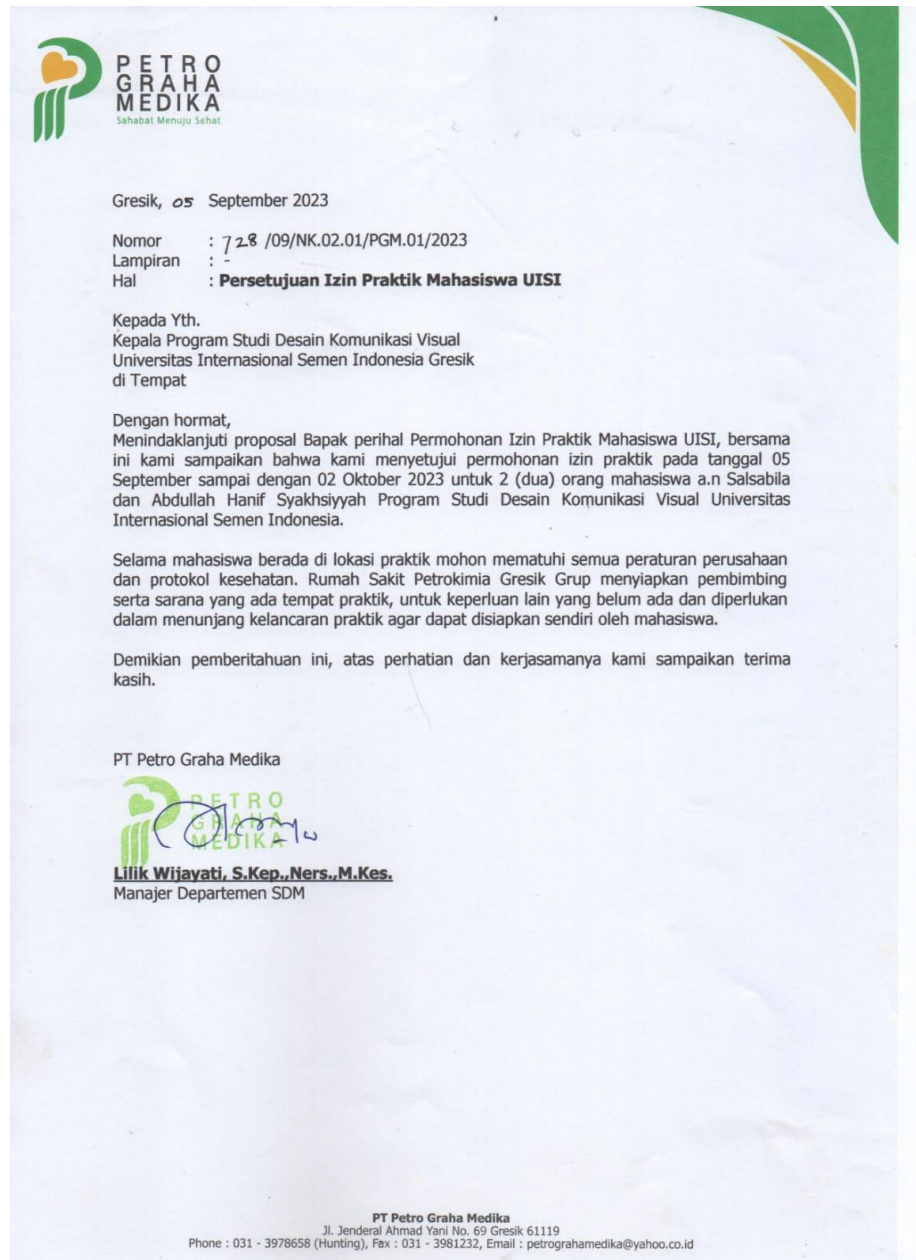 PETRO
GRAHA
MEDIKA
Sahabat Menuju Sehat
Gresik, 05 September 2023
Nomor : 728 /09/NK.02.01/PGM.01/2023
Lampiran : -
Hal : Persetujuan Izin Praktik Mahasiswa UISI
Kepada Yth.
Kepala Program Studi Desain Komunikasi Visual
Universitas Internasional Semen Indonesia Gresik
di Tempat
Dengan hormat,
Menindaklanjuti proposal Bapak perihal Permohonan Izin Praktik Mahasiswa UISI, bersama
ini kami sampaikan bahwa kami menyetujui permohonan izin praktik pada tanggal 05
September sampai dengan 02 Oktober 2023 untuk 2 (dua) orang mahasiswa a.n Salsabila
dan Abdullah Hanif Syakhsiyyah Program Studi Desain Komunikasi Visual Universitas
Internasional Semen Indonesia.
Selama mahasiswa berada di lokasi praktik mohon mematuhi semua peraturan perusahaan
dan protokol kesehatan. Rumah Sakit Petrokimia Gresik Grup menyiapkan pembimbing
serta sarana yang ada tempat praktik, untuk keperluan lain yang belum ada dan diperlukan
dalam menunjang kelancaran praktik agar dapat disiapkan sendiri oleh mahasiswa.
Demikian pemberitahuan ini, atas perhatian dan kerjasamanya kami sampaikan terima
kasih.
PT Petro Graha Medika
PETRO
GRAHA
MEDIKA
Lilik Wijayati, S.Kep.,Ners.,M.Kes.
Manajer Departemen SDM
PT Petro Graha Medika
Jl. Jenderal Ahmad Yani No. 69 Gresik 61119
Phone : 031 - 3978658 (Hunting), Fax : 031 - 3981232, Email : petrograhamedika@yahoo.co.id